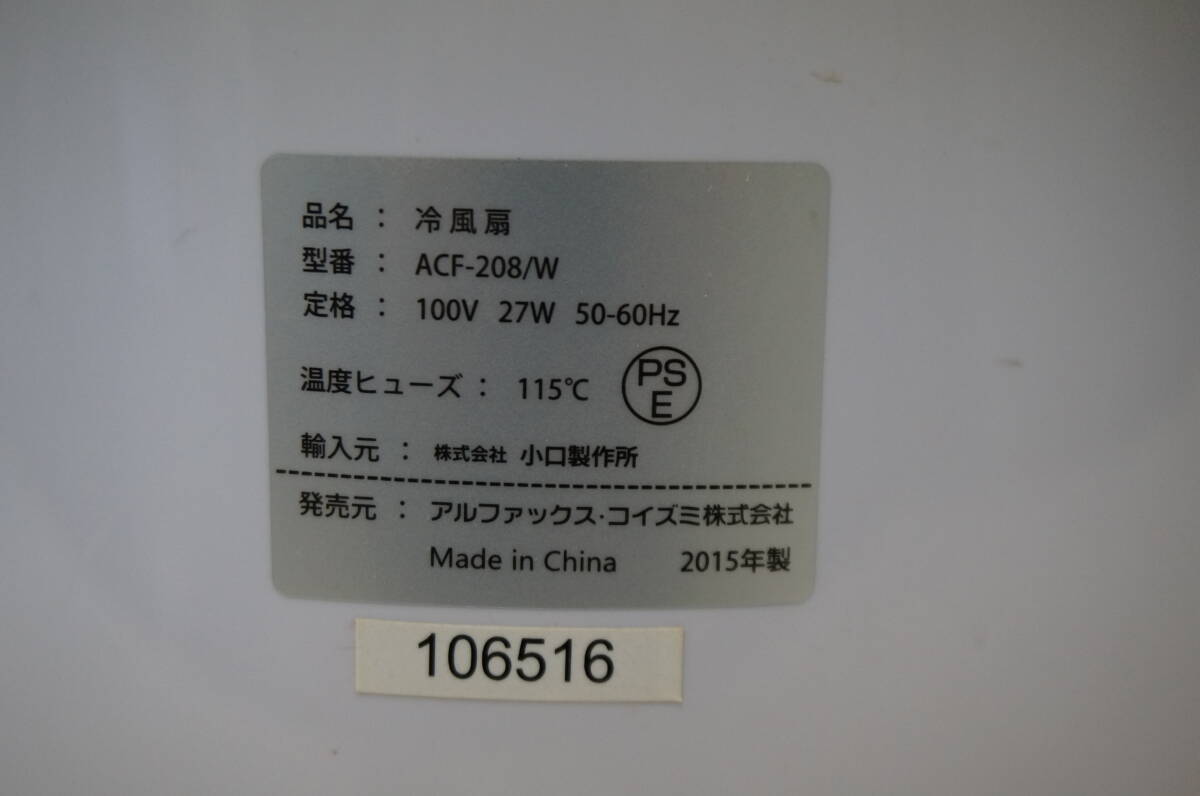 品名 ： 冷風扇
型番 ： ACF-208/W
定格 ： 100V 27W 50-60Hz
温度ヒューズ ： 115℃ PSE
輸入元 ： 株式会社 小口製作所
発売元 ： アルファックス・コイズミ株式会社
Made in China 2015年製
106516